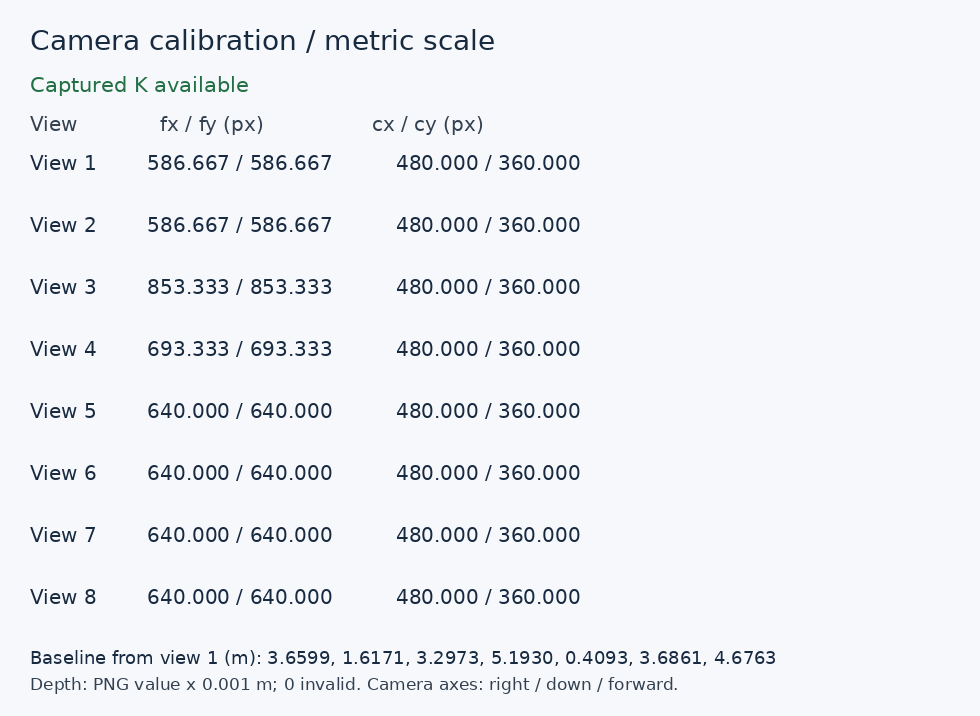 Camera calibration / metric scale
Captured K available
View fx / fy (px) cx / cy (px)
View 1 586.667 / 586.667 480.000 / 360.000
View 2 586.667 / 586.667 480.000 / 360.000
View 3 853.333 / 853.333 480.000 / 360.000
View 4 693.333 / 693.333 480.000 / 360.000
View 5 640.000 / 640.000 480.000 / 360.000
View 6 640.000 / 640.000 480.000 / 360.000
View 7 640.000 / 640.000 480.000 / 360.000
View 8 640.000 / 640.000 480.000 / 360.000
Baseline from view 1 (m): 3.6599, 1.6171, 3.2973, 5.1930, 0.4093, 3.6861, 4.6763
Depth: PNG value x 0.001 m; 0 invalid. Camera axes: right / down / forward.